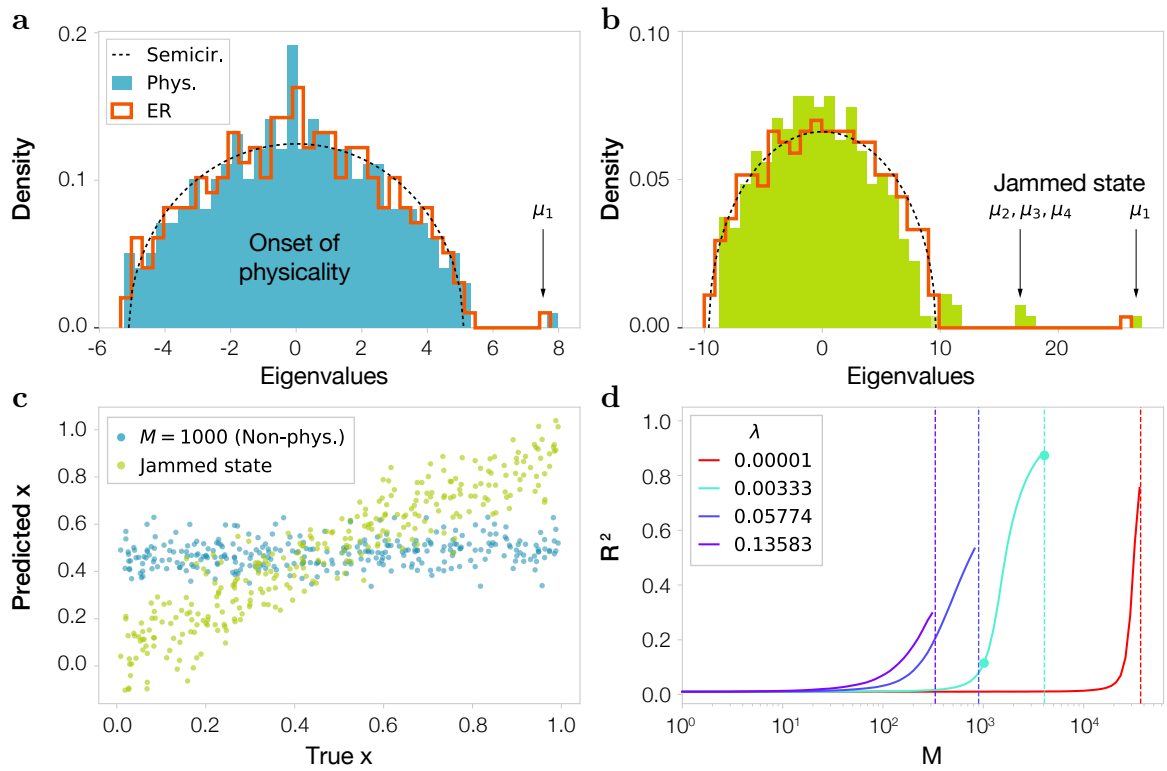 a
0.2
Semicir.
Phys.
ER
Density
0.1
Onset of
physicality
μ₁
0.0
-6 -4 -2 0 2 4 6 8
Eigenvalues
b
0.10
Density
0.05
Jammed state
μ₂, μ₃, μ₄ μ₁
0.00
-10 0 10 20
Eigenvalues
c
M = 1000 (Non-phys.)
Jammed state
Predicted x
1.0
0.8
0.6
0.4
0.2
0.0
0.0 0.2 0.4 0.6 0.8 1.0
True x
d
λ
0.00001
0.00333
0.05774
0.13583
R²
1.0
0.8
0.6
0.4
0.2
0.0
10⁰ 10¹ 10² 10³ 10⁴
M